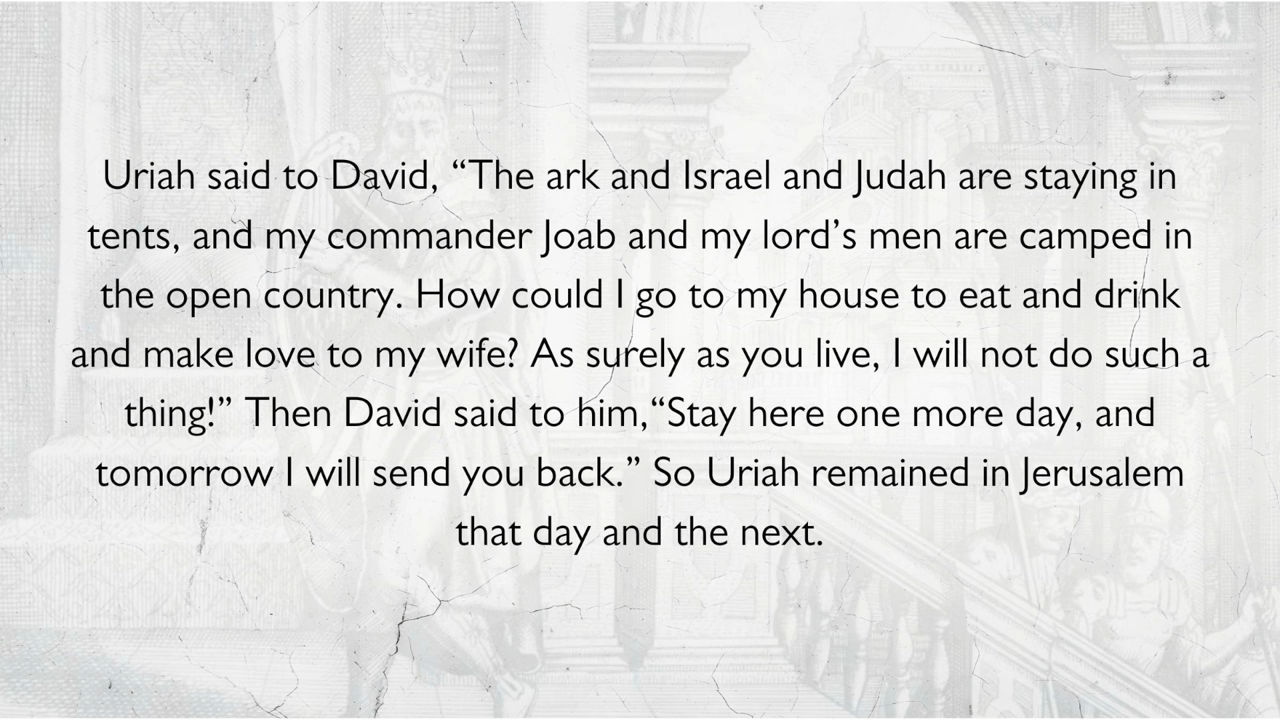 Uriah said to David, “The ark and Israel and Judah are staying in
tents, and my commander Joab and my lord’s men are camped in
the open country. How could I go to my house to eat and drink
and make love to my wife? As surely as you live, I will not do such a
thing!” Then David said to him,“Stay here one more day, and
tomorrow I will send you back.” So Uriah remained in Jerusalem
that day and the next.